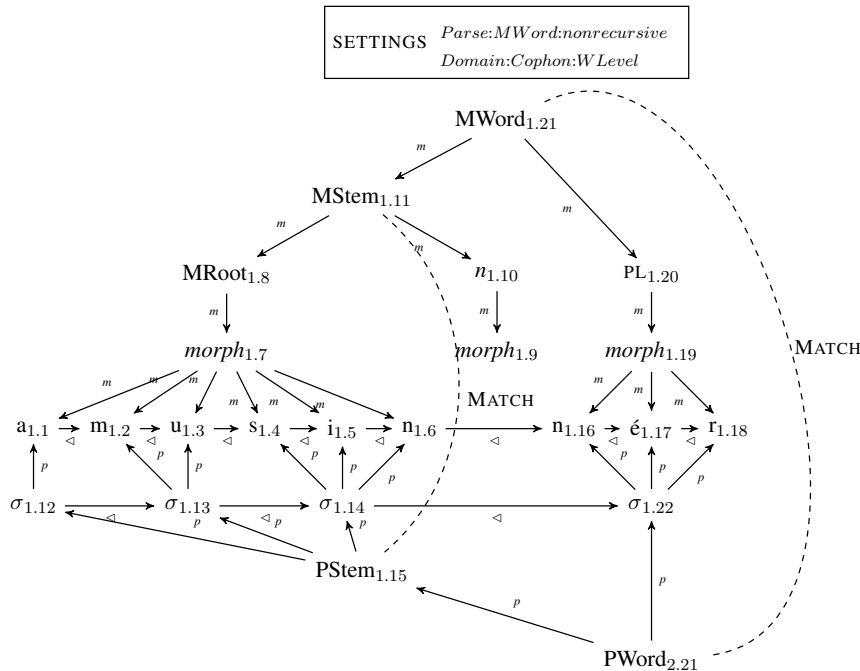 SETTINGS Parse:MWord:nonrecursive
Domain:Cophon:WLevel
MWord1.21
m
MStem1.11
m m
m m
MRoot1.8 n1.10 PL1.20
m m m
morph1.7 morph1.9 morph1.19 MATCH
m m m m m m m m m
MATCH
a1.1 m1.2 u1.3 s1.4 i1.5 n1.6 n1.16 é1.17 r1.18
◁ ◁ ◁ ◁ ◁ ◁ ◁ ◁
p p p p p p p p p
σ1.12 σ1.13 σ1.14 σ1.22
◁ ◁ ◁
p p p
PStem1.15
p p
PWord2.21